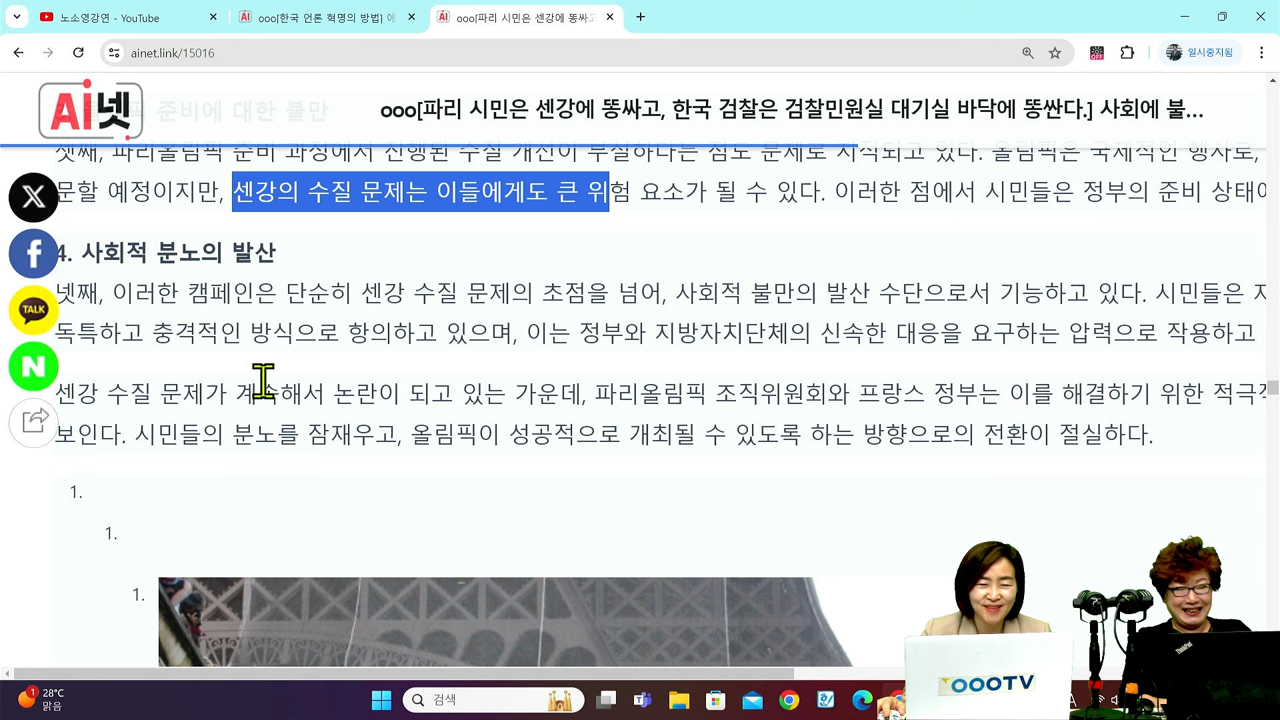 노소영강연 - YouTube
ooo[한국 언론 혁명의 방법] 애
ooo[파리 시민은 센강에 똥싸고
ainet.link/15016
OFF
일시중지됨
Ai넷
준비에 대한 불만
ooo[파리 시민은 센강에 똥싸고, 한국 검찰은 검찰민원실 대기실 바닥에 똥싼다.] 사회에 불...
셋째, 파리올림픽 준비 과정에서 진행된 수질 개선이 부실하다는 점도 문제로 지적되고 있다. 올림픽은 국제적인 행사로,
문할 예정이지만, 센강의 수질 문제는 이들에게도 큰 위험 요소가 될 수 있다. 이러한 점에서 시민들은 정부의 준비 상태에
4. 사회적 분노의 발산
넷째, 이러한 캠페인은 단순히 센강 수질 문제의 초점을 넘어, 사회적 불만의 발산 수단으로서 기능하고 있다. 시민들은
독특하고 충격적인 방식으로 항의하고 있으며, 이는 정부와 지방자치단체의 신속한 대응을 요구하는 압력으로 작용하고
센강 수질 문제가 계속해서 논란이 되고 있는 가운데, 파리올림픽 조직위원회와 프랑스 정부는 이를 해결하기 위한
보인다. 시민들의 분노를 잠재우고, 올림픽이 성공적으로 개최될 수 있도록 하는 방향으로의 전환이 절실하다.
1.
1.
1.
X
f
TALK
N
OOOTV
ThinkPad
1
28°C
맑음
검색
A